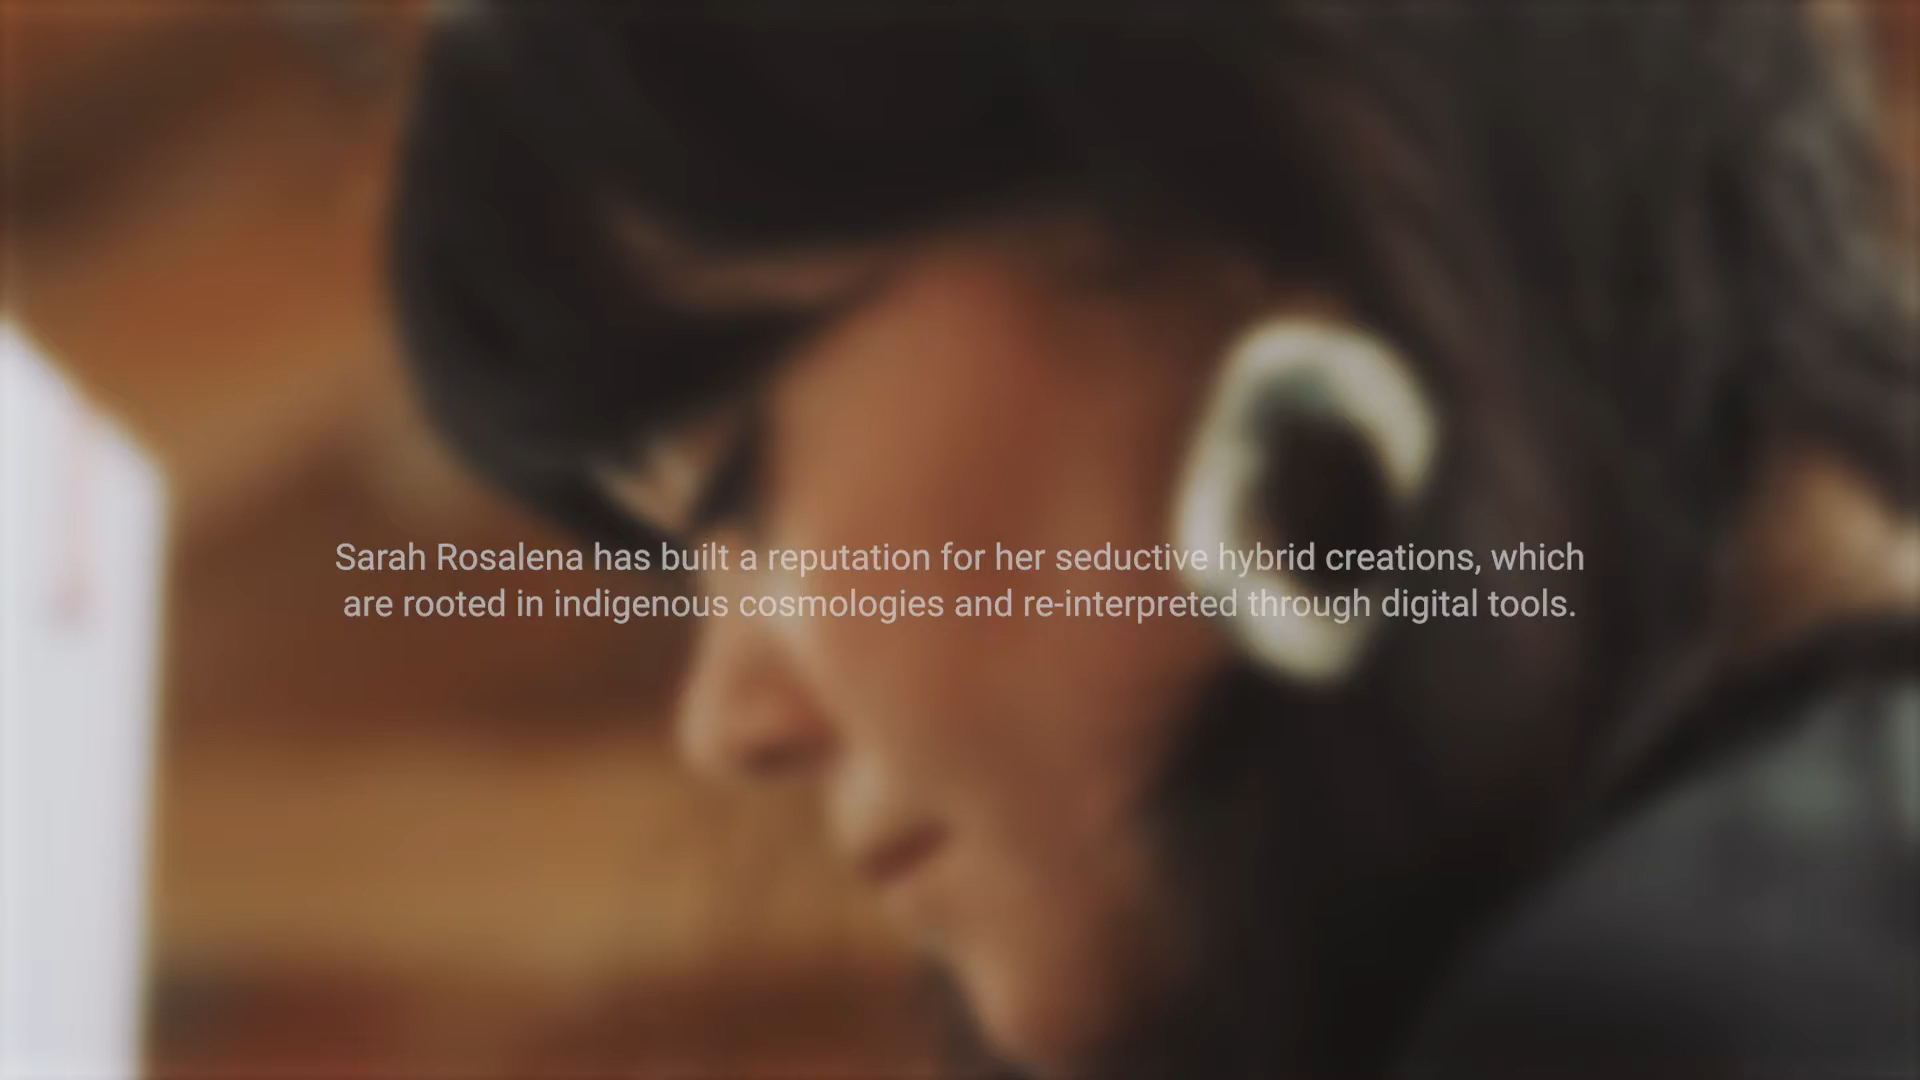 Sarah Rosalena has built a reputation for her seductive hybrid creations, which
are rooted in indigenous cosmologies and re-interpreted through digital tools.